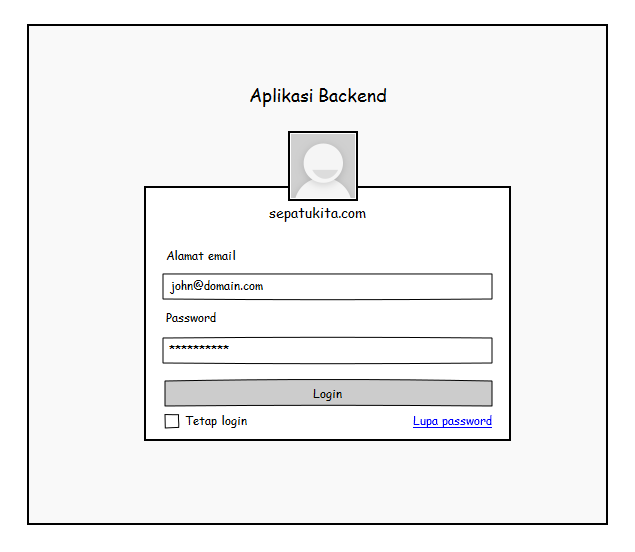 Aplikasi Backend
sepatukita.com
Alamat email
john@domain.com
Password
**********
Login
Tetap login
Lupa password